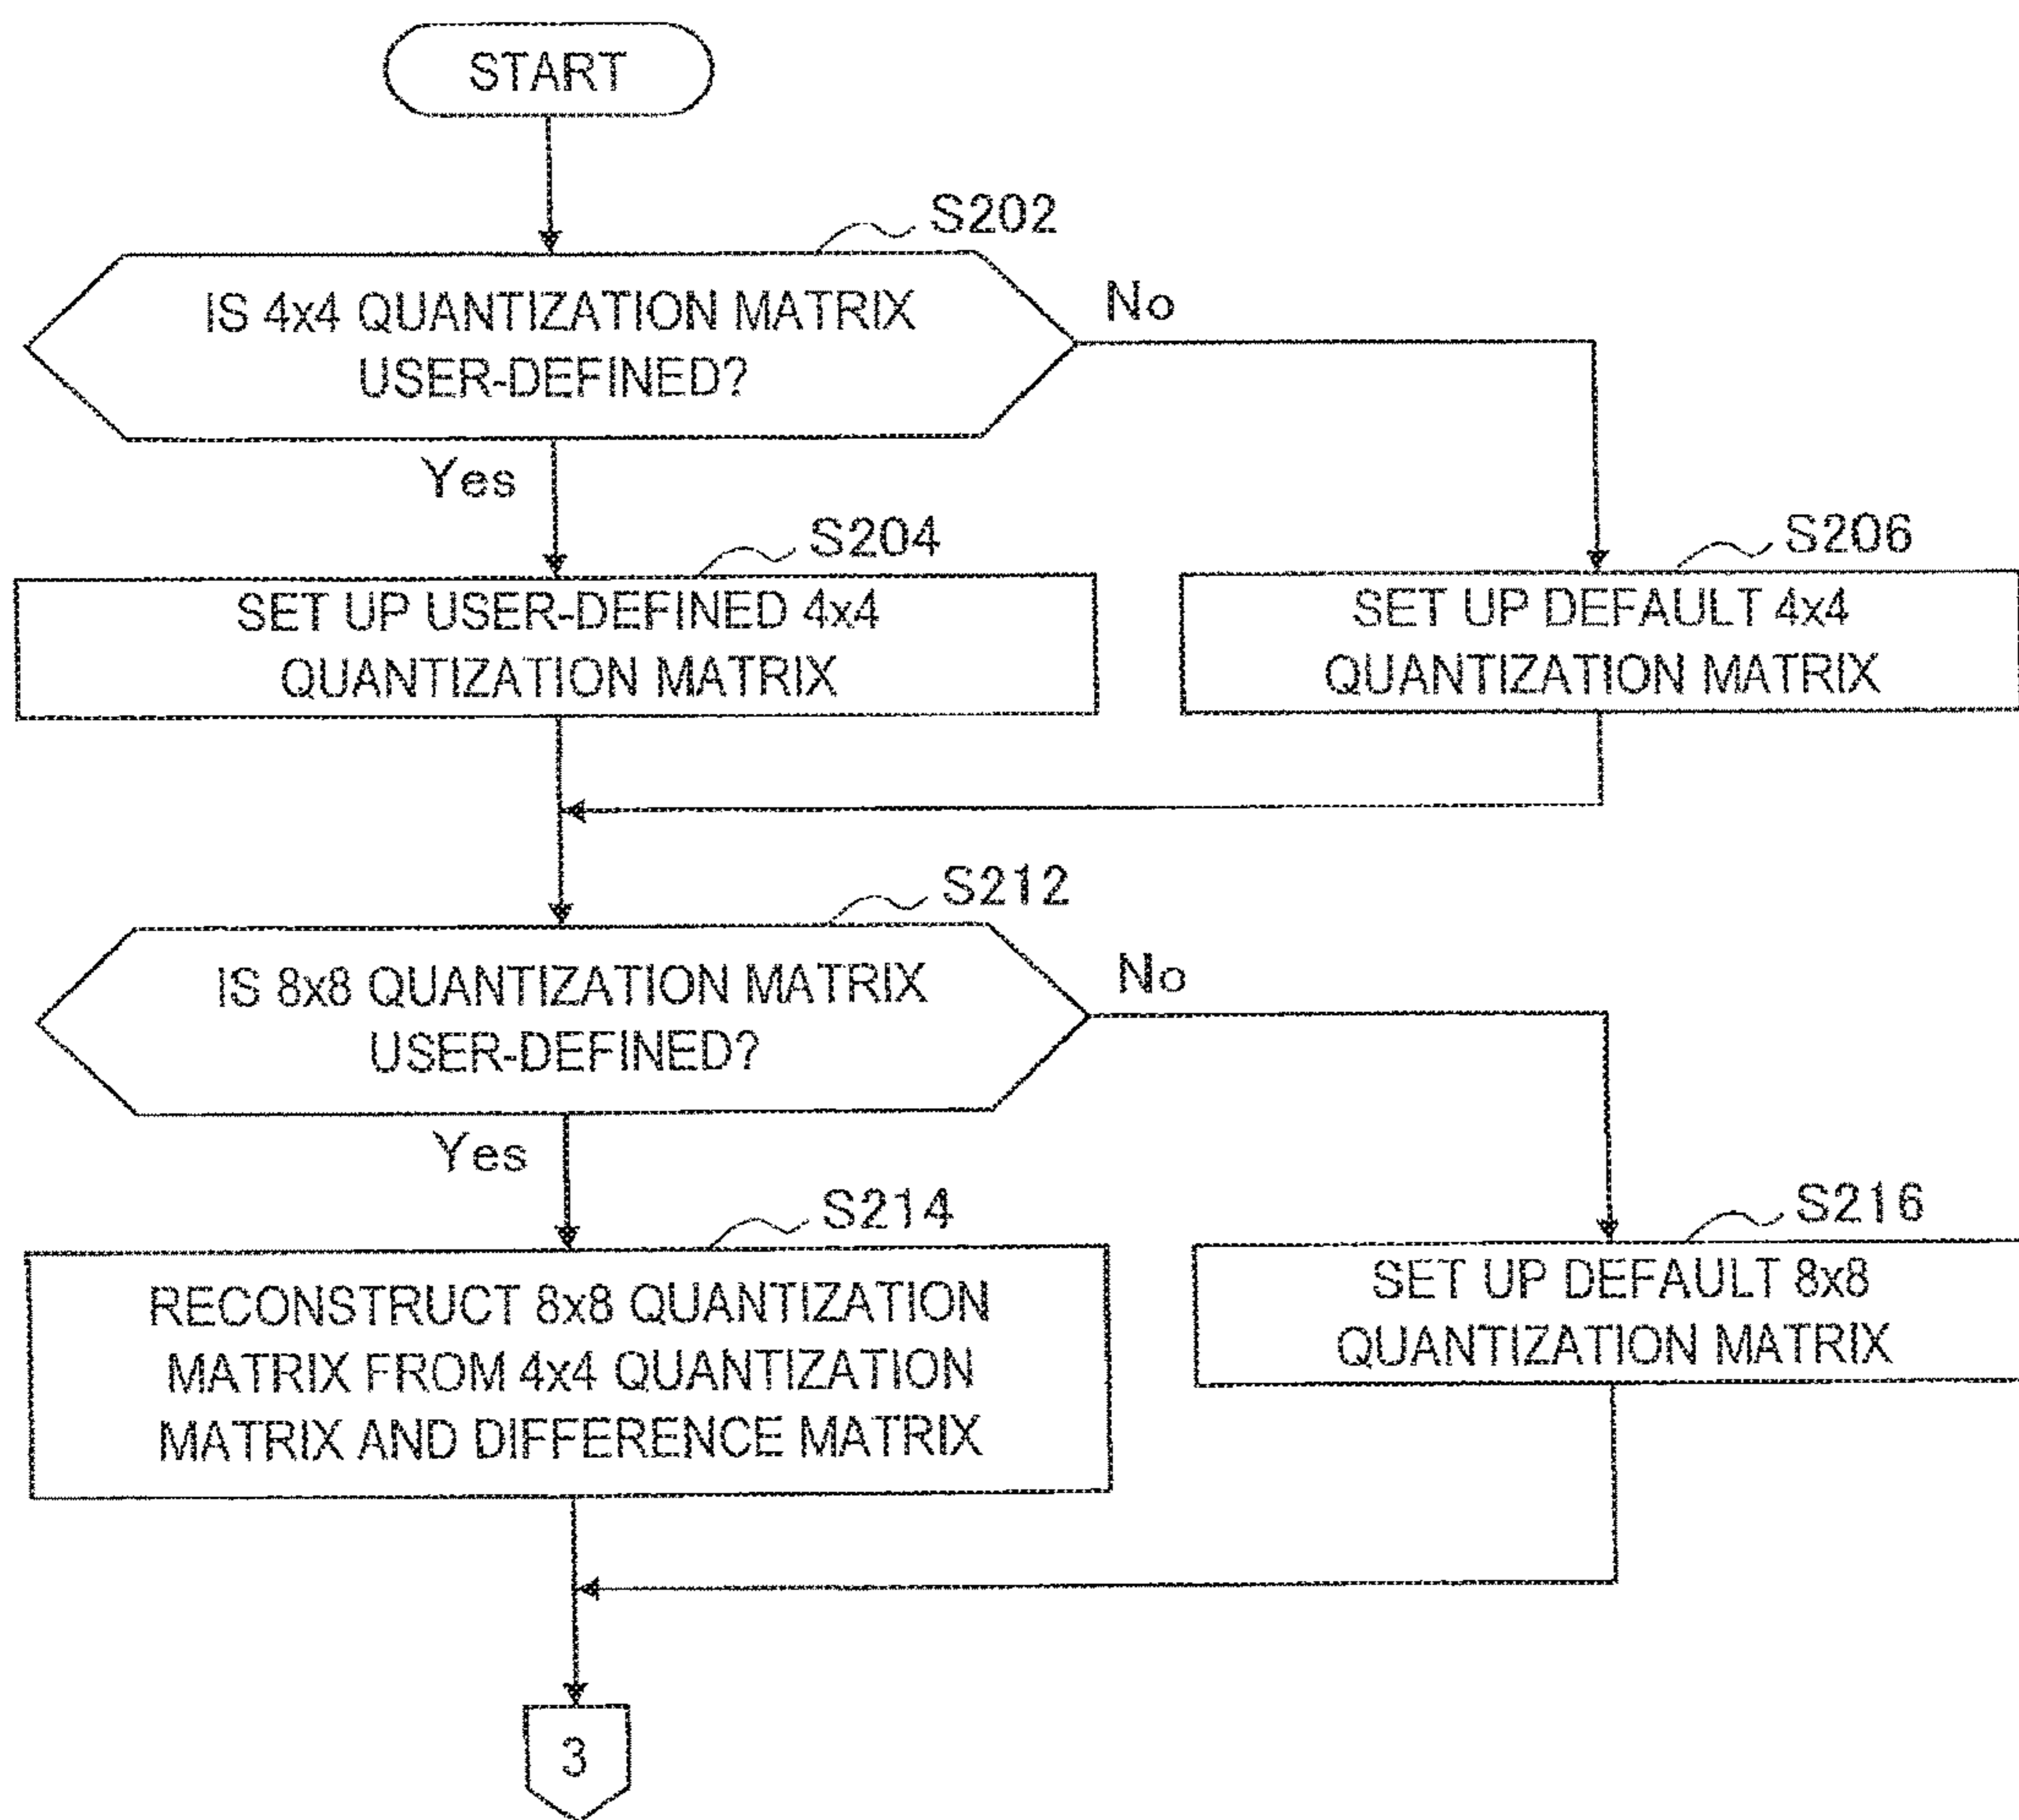 START
S202
IS 4x4 QUANTIZATION MATRIX
USER-DEFINED?
No
Yes
S204
SET UP USER-DEFINED 4x4
QUANTIZATION MATRIX
S206
SET UP DEFAULT 4x4
QUANTIZATION MATRIX
S212
IS 8x8 QUANTIZATION MATRIX
USER-DEFINED?
No
Yes
S214
RECONSTRUCT 8x8 QUANTIZATION
MATRIX FROM 4x4 QUANTIZATION
MATRIX AND DIFFERENCE MATRIX
S216
SET UP DEFAULT 8x8
QUANTIZATION MATRIX
3